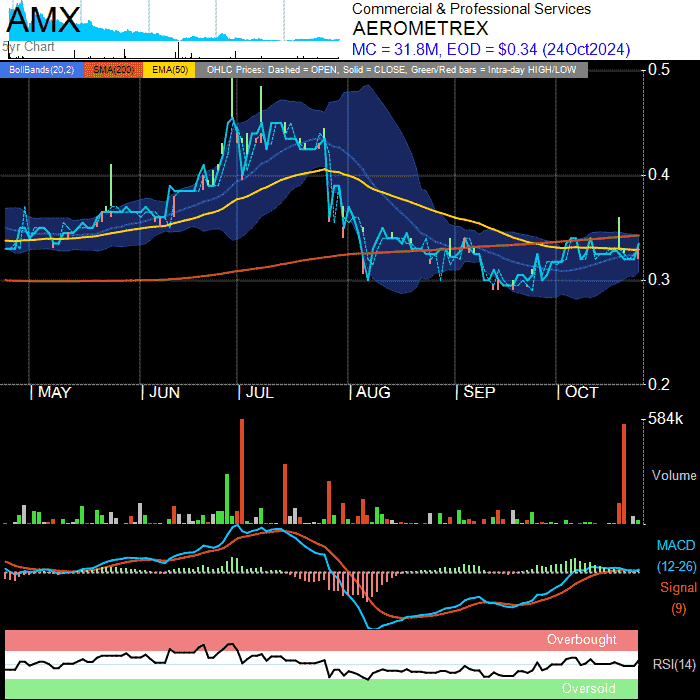 AMX
5yr Chart
Commercial & Professional Services
AEROMETREX
MC = 31.8M, EOD = $0.34 (24Oct2024)
BollBands(20,2) SMA(200) EMA(50) OHLC Prices: Dashed = OPEN, Solid = CLOSE, Green/Red bars = Intra-day HIGH/LOW
0.5
0.4
0.3
0.2
MAY JUN JUL AUG SEP OCT
584k
Volume
MACD
(12-26)
Signal
(9)
Overbought
RSI(14)
Oversold